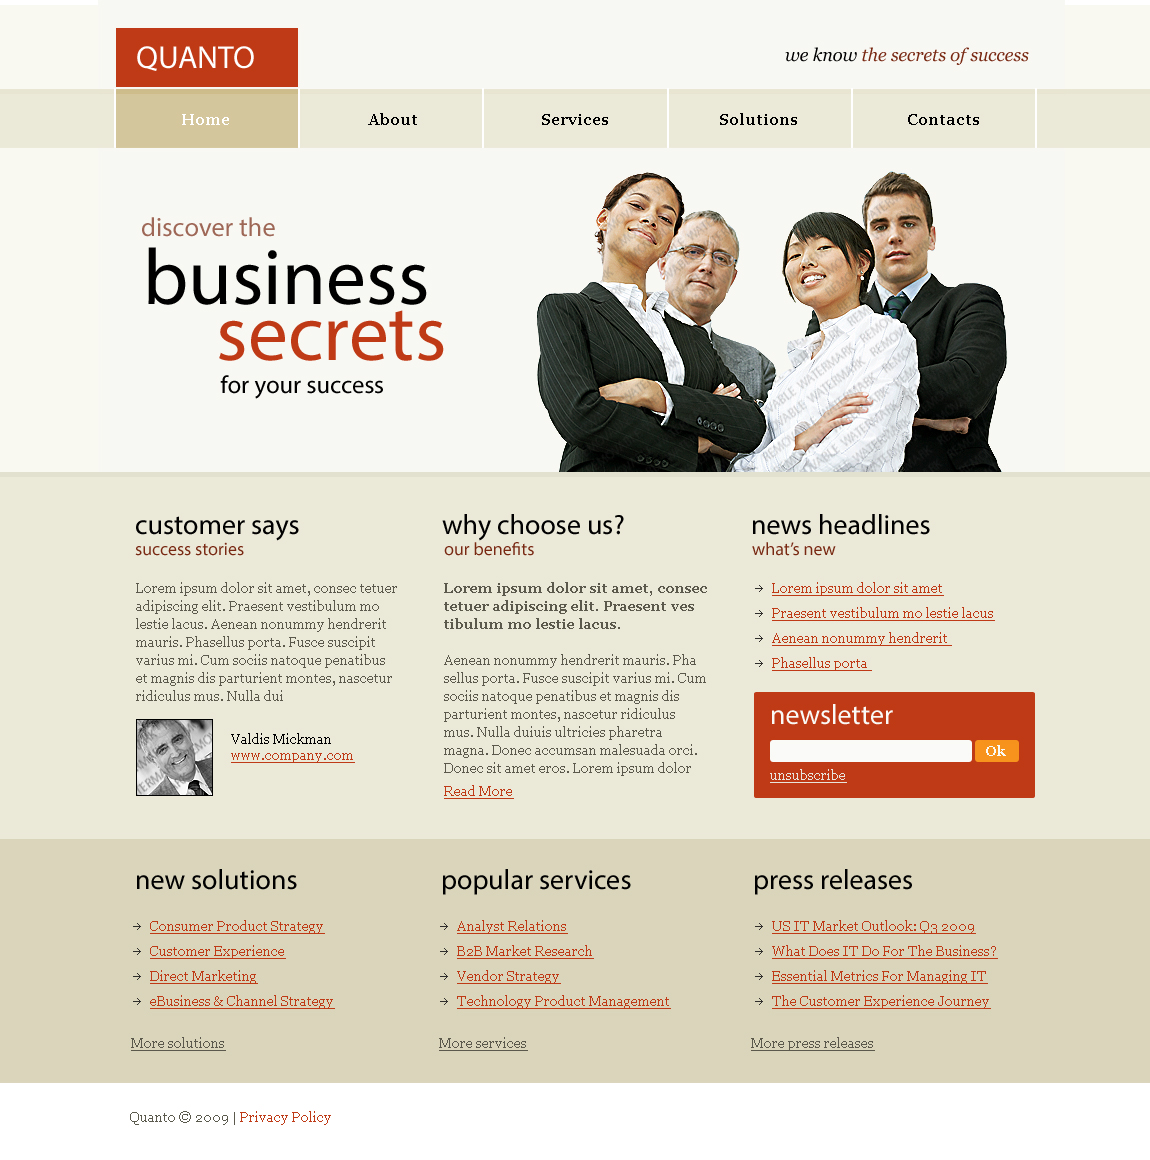 QUANTO
we know the secrets of success
Home
About
Services
Solutions
Contacts
discover the
business
secrets
for your success
customer says
success stories
Lorem ipsum dolor sit amet, consec tetuer
adipiscing elit. Praesent vestibulum mo
lestie lacus. Aenean nonummy hendrerit
mauris. Phasellus porta. Fusce suscipit
varius mi. Cum sociis natoque penatibus
et magnis dis parturient montes, nascetur
ridiculus mus. Nulla dui
Valdis Mickman
www.company.com
why choose us?
our benefits
Lorem ipsum dolor sit amet, consec
tetuer adipiscing elit. Praesent ves
tibulum mo lestie lacus.
Aenean nonummy hendrerit mauris. Pha
sellus porta. Fusce suscipit varius mi. Cum
sociis natoque penatibus et magnis dis
parturient montes, nascetur ridiculus
mus. Nulla duiuis ultricies pharetra
magna. Donec accumsan malesuada orci.
Donec sit amet eros. Lorem ipsum dolor
Read More
news headlines
what's new
Lorem ipsum dolor sit amet
Praesent vestibulum mo lestie lacus
Aenean nonummy hendrerit
Phasellus porta
newsletter
Ok
unsubscribe
new solutions
Consumer Product Strategy
Customer Experience
Direct Marketing
eBusiness & Channel Strategy
More solutions
popular services
Analyst Relations
B2B Market Research
Vendor Strategy
Technology Product Management
More services
press releases
US IT Market Outlook: Q3 2009
What Does IT Do For The Business?
Essential Metrics For Managing IT
The Customer Experience Journey
More press releases
Quanto © 2009 | Privacy Policy